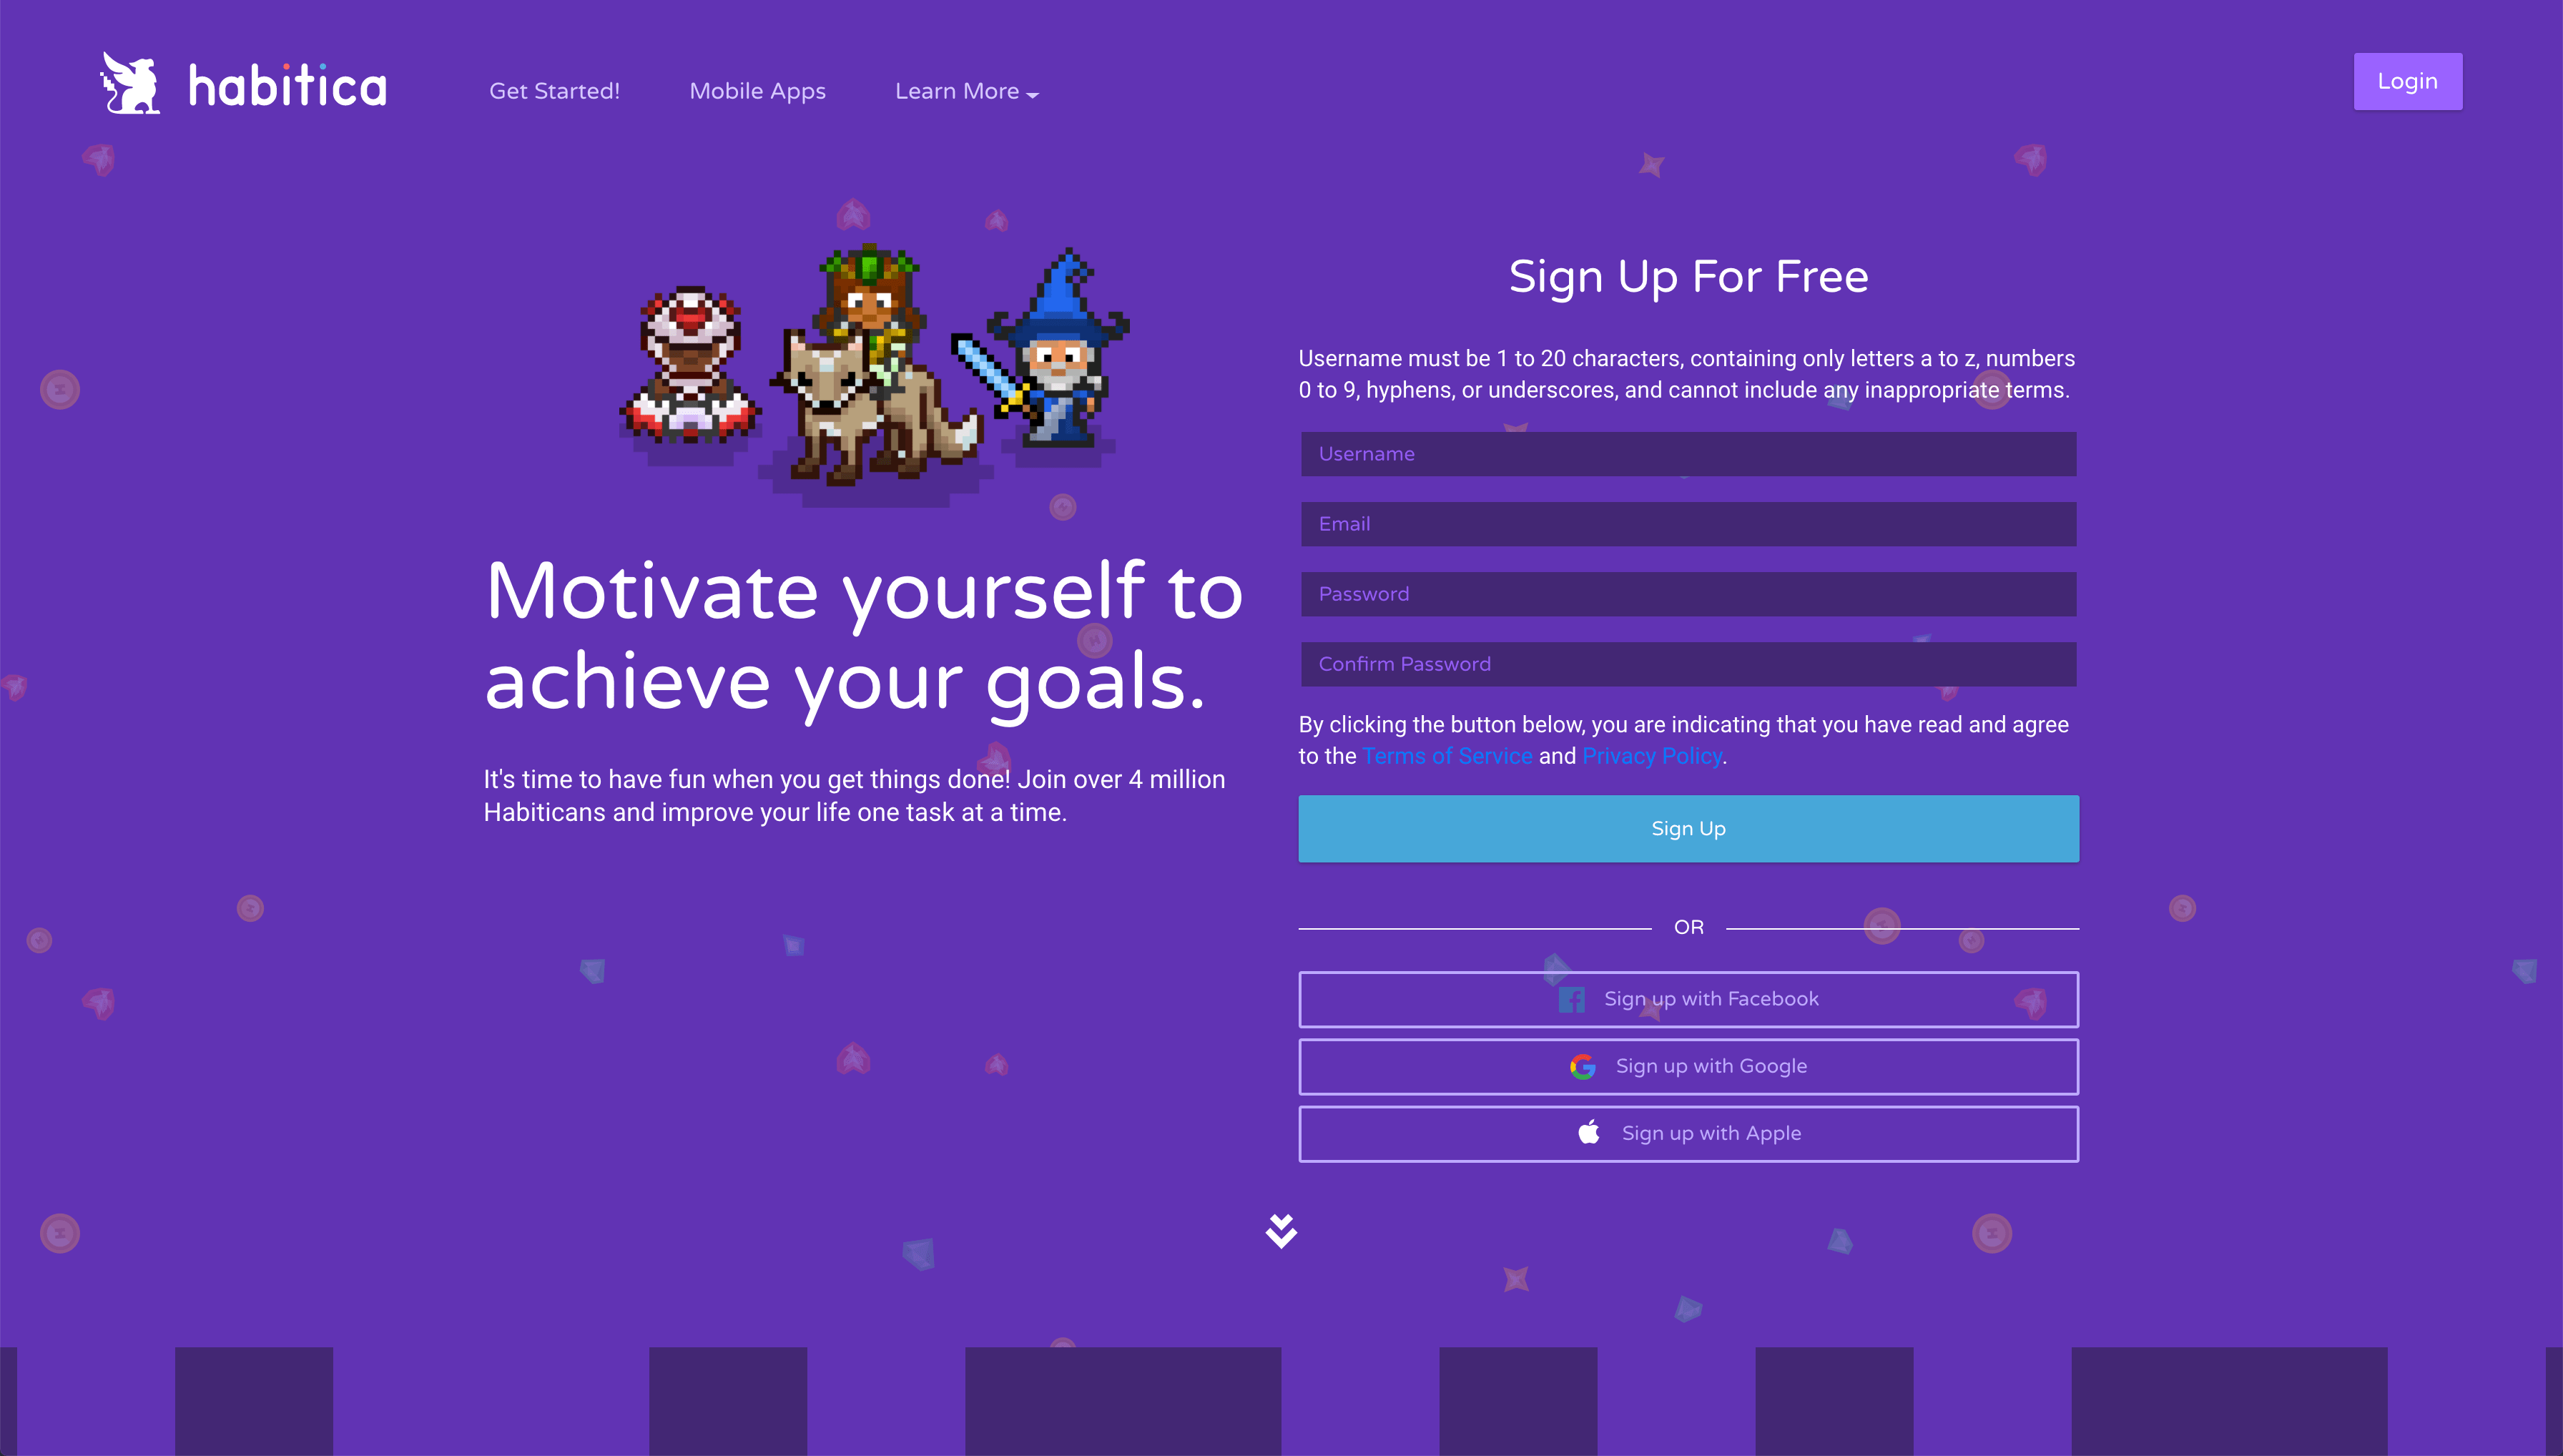 habitica
Get Started!
Mobile Apps
Learn More
Login
Motivate yourself to
achieve your goals.
It's time to have fun when you get things done! Join over 4 million
Habiticans and improve your life one task at a time.
Sign Up For Free
Username must be 1 to 20 characters, containing only letters a to z, numbers
0 to 9, hyphens, or underscores, and cannot include any inappropriate terms.
Username
Email
Password
Confirm Password
By clicking the button below, you are indicating that you have read and agree
to the Terms of Service and Privacy Policy.
Sign Up
OR
Sign up with Facebook
Sign up with Google
Sign up with Apple